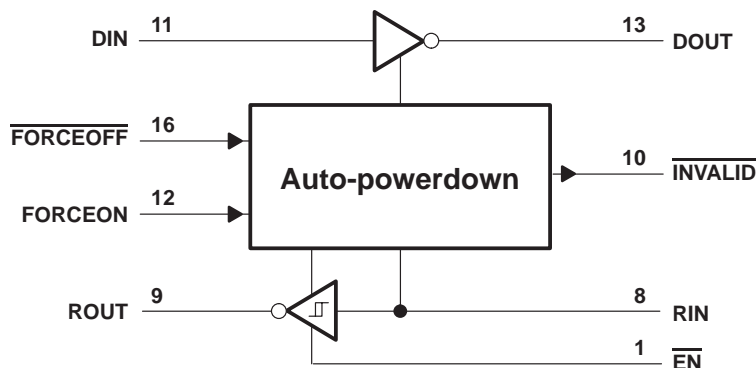 DIN 11 13 DOUT
FORCEOFF 16
Auto-powerdown 10 INVALID
FORCEON 12
ROUT 9 8 RIN
1 EN